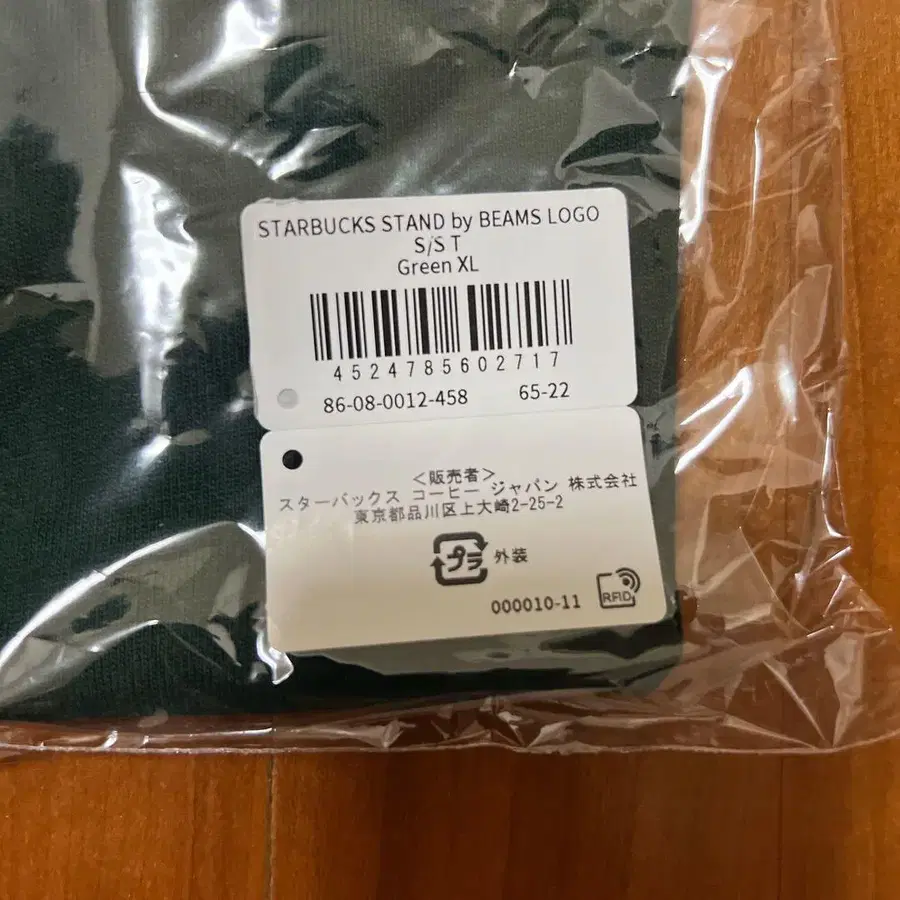 STARBUCKS STAND by BEAMS LOGO
S/S T
Green XL
4524785602717
86-08-0012-458 65-22
<販売者>
スターバックス コーヒー ジャパン 株式会社
東京都品川区上大崎2-25-2
プラ 外装
000010-11 RFID